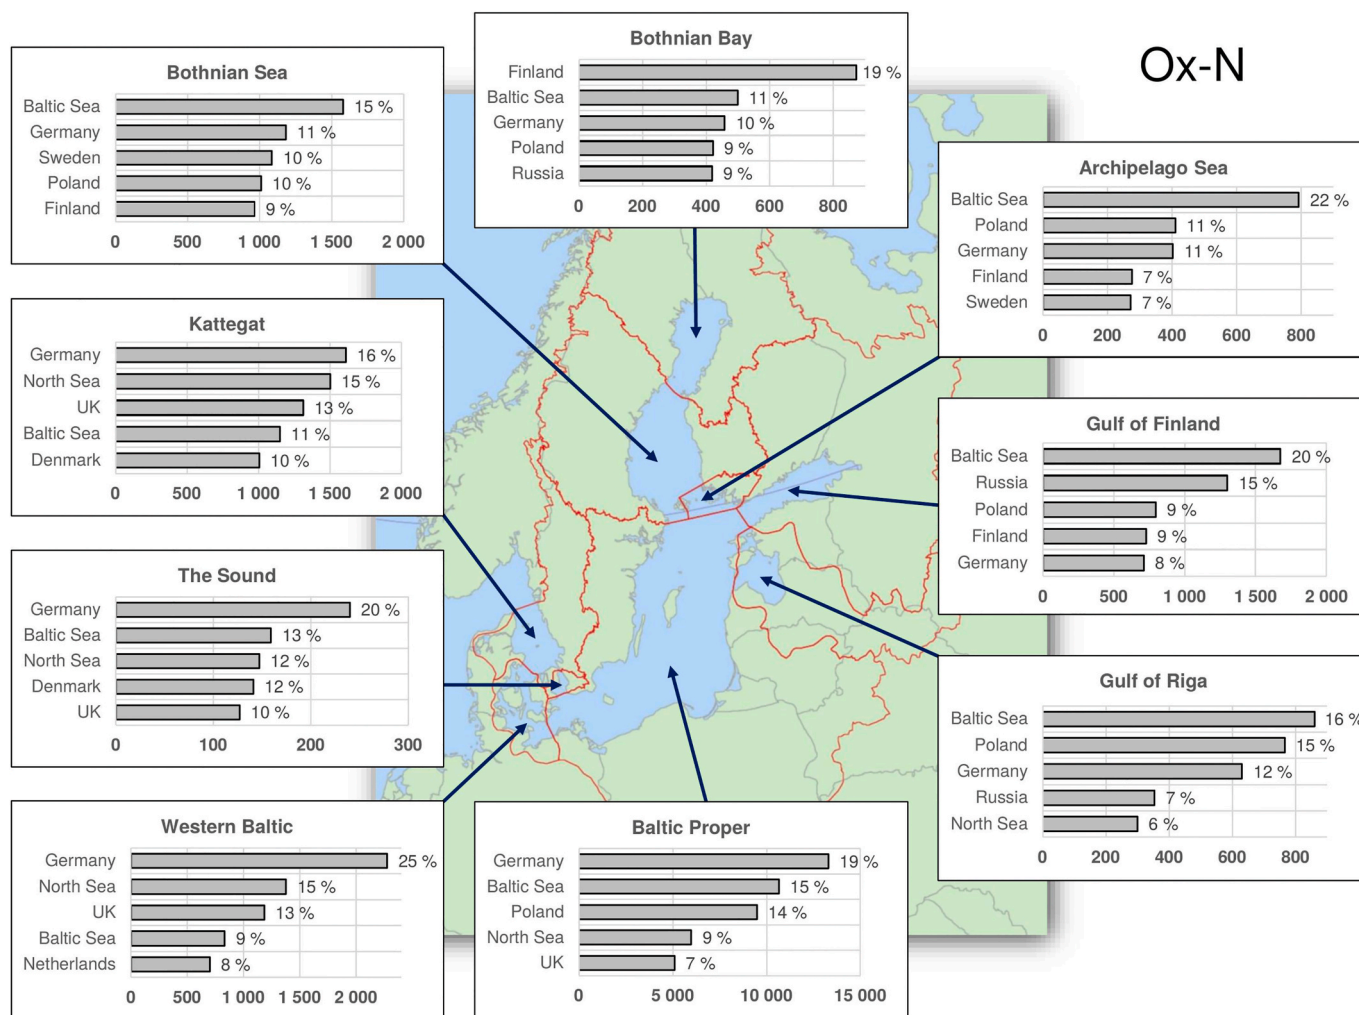 Ox-N
Bothnian Sea
Baltic Sea 15 %
Germany 11 %
Sweden 10 %
Poland 10 %
Finland 9 %
0 500 1 000 1 500 2 000
Bothnian Bay
Finland 19 %
Baltic Sea 11 %
Germany 10 %
Poland 9 %
Russia 9 %
0 200 400 600 800
Archipelago Sea
Baltic Sea 22 %
Poland 11 %
Germany 11 %
Finland 7 %
Sweden 7 %
0 200 400 600 800
Kattegat
Germany 16 %
North Sea 15 %
UK 13 %
Baltic Sea 11 %
Denmark 10 %
0 500 1 000 1 500 2 000
Gulf of Finland
Baltic Sea 20 %
Russia 15 %
Poland 9 %
Finland 9 %
Germany 8 %
0 500 1 000 1 500 2 000
The Sound
Germany 20 %
Baltic Sea 13 %
North Sea 12 %
Denmark 12 %
UK 10 %
0 100 200 300
Gulf of Riga
Baltic Sea 16 %
Poland 15 %
Germany 12 %
Russia 7 %
North Sea 6 %
0 200 400 600 800
Western Baltic
Germany 25 %
North Sea 15 %
UK 13 %
Baltic Sea 9 %
Netherlands 8 %
0 500 1 000 1 500 2 000
Baltic Proper
Germany 19 %
Baltic Sea 15 %
Poland 14 %
North Sea 9 %
UK 7 %
0 5 000 10 000 15 000